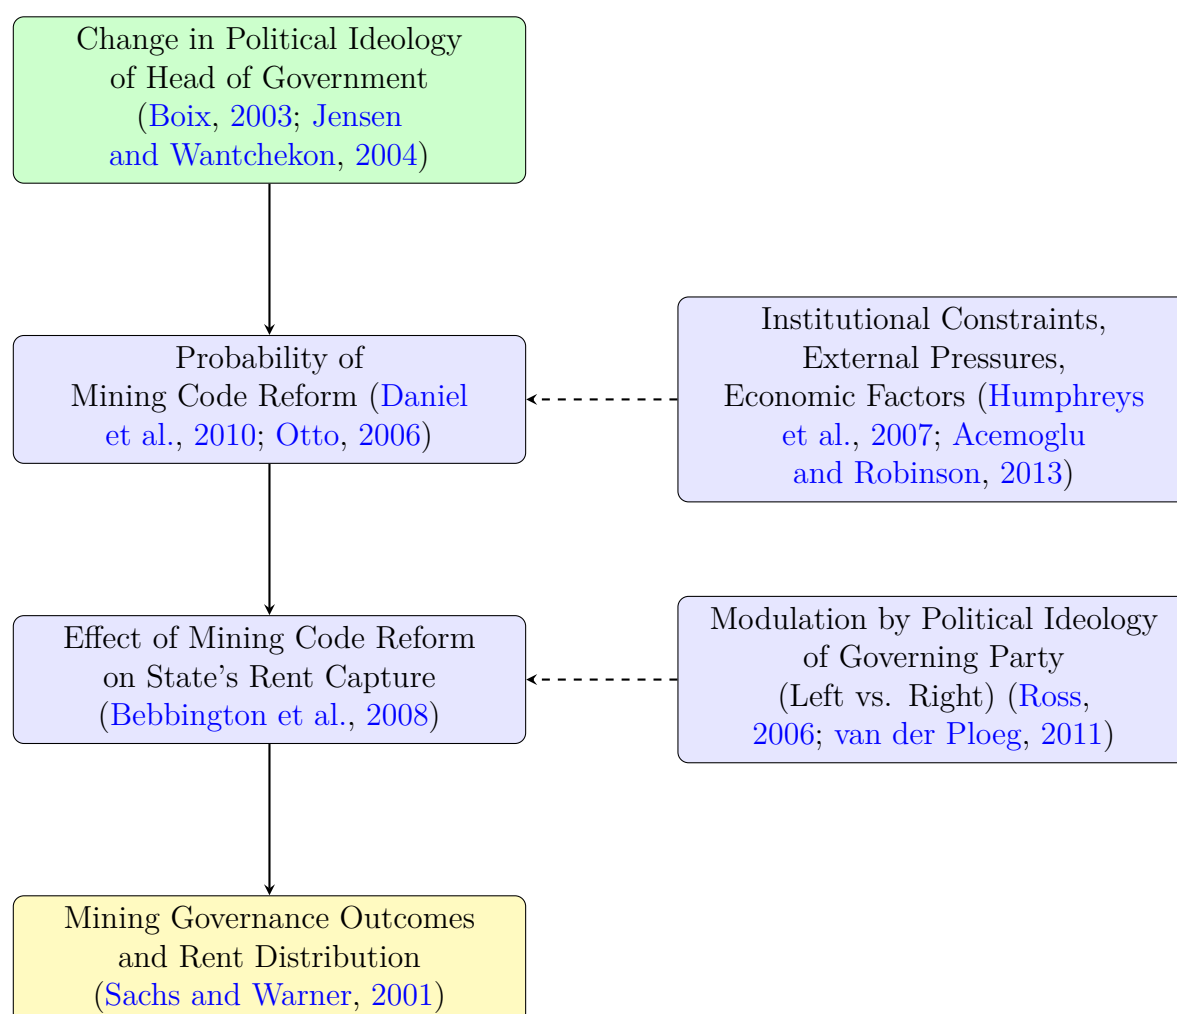 Change in Political Ideology
of Head of Government
(Boix, 2003; Jensen
and Wantchekon, 2004)
Probability of
Mining Code Reform (Daniel
et al., 2010; Otto, 2006)
Institutional Constraints,
External Pressures,
Economic Factors (Humphreys
et al., 2007; Acemoglu
and Robinson, 2013)
Effect of Mining Code Reform
on State's Rent Capture
(Bebbington et al., 2008)
Modulation by Political Ideology
of Governing Party
(Left vs. Right) (Ross,
2006; van der Ploeg, 2011)
Mining Governance Outcomes
and Rent Distribution
(Sachs and Warner, 2001)